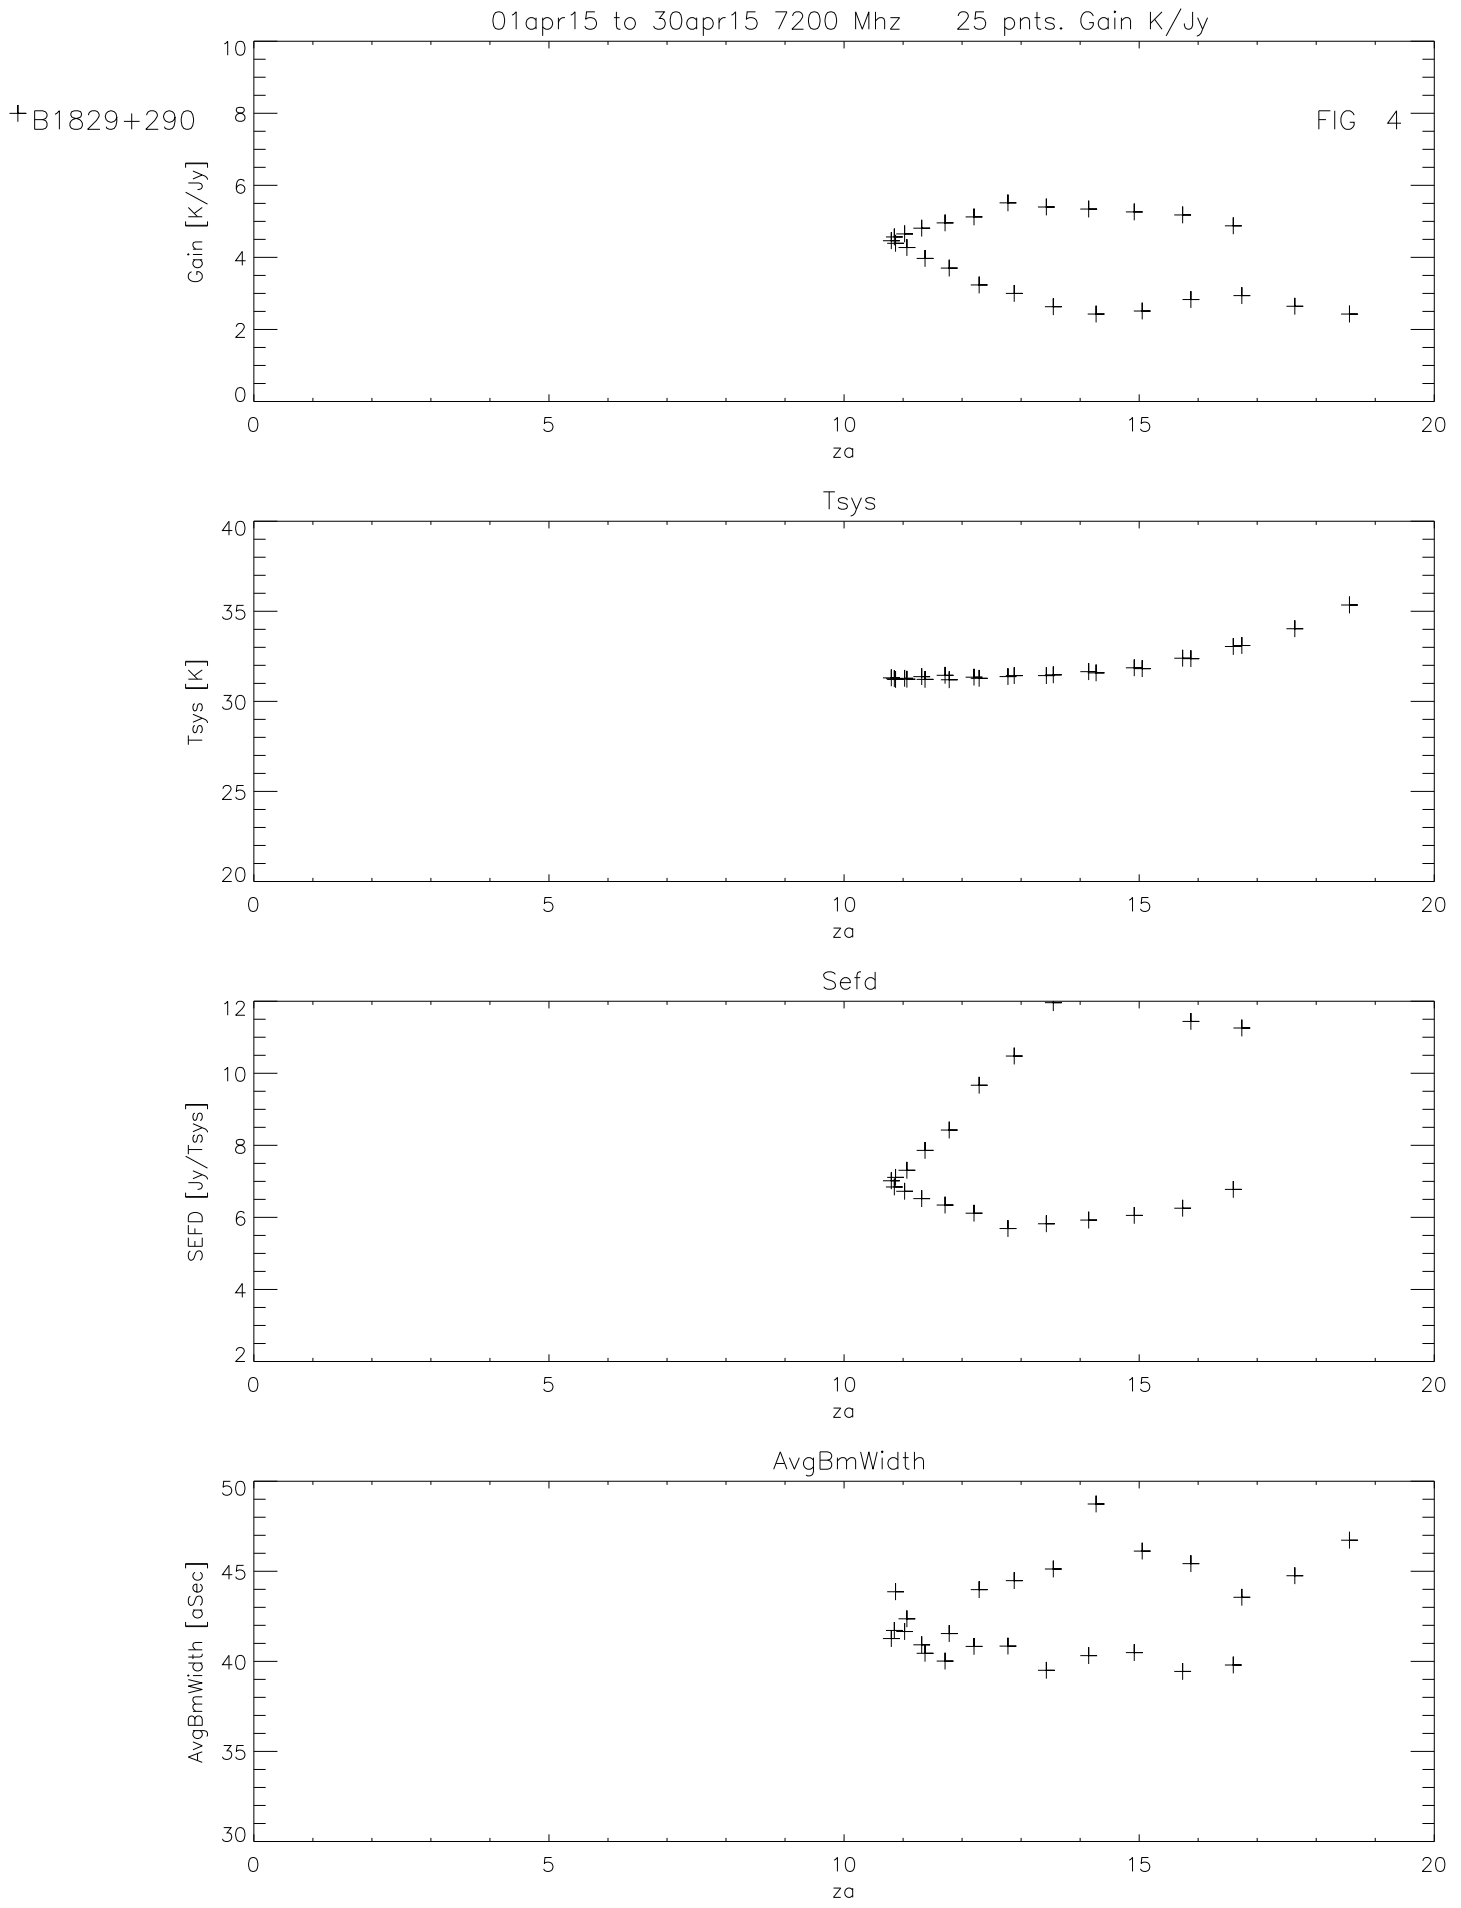 01apr15 to 30apr15 7200 Mhz 25 pnts. Gain K/Jy
+B1829+290
FIG 4
Gain [K/Jy]
10
8
6
4
2
0
0 5 10 15 20
za
Tsys
Tsys [K]
40
35
30
25
20
0 5 10 15 20
za
Sefd
SEFD [Jy/Tsys]
12
10
8
6
4
2
0 5 10 15 20
za
AvgBmWidth
AvgBmWidth [aSec]
50
45
40
35
30
0 5 10 15 20
za